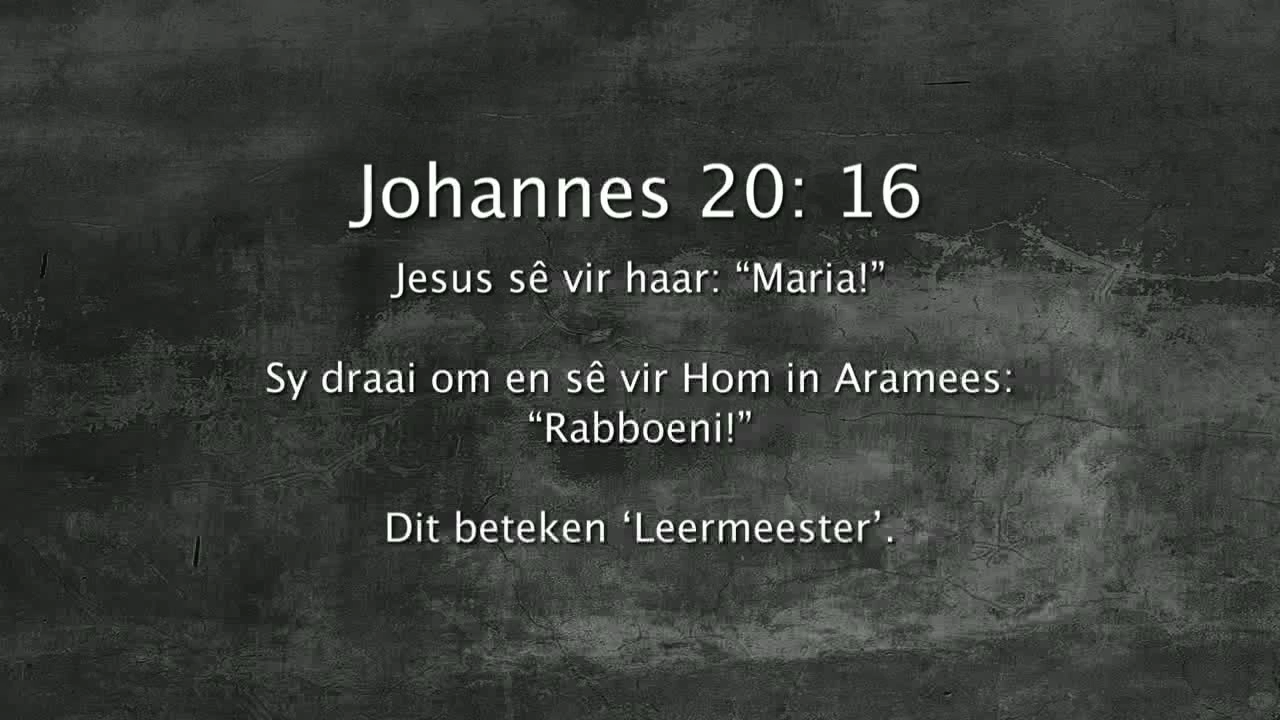 Johannes 20: 16
Jesus sê vir haar: “Maria!”
Sy draai om en sê vir Hom in Aramees:
“Rabboeni!”
Dit beteken ‘Leermeester’.